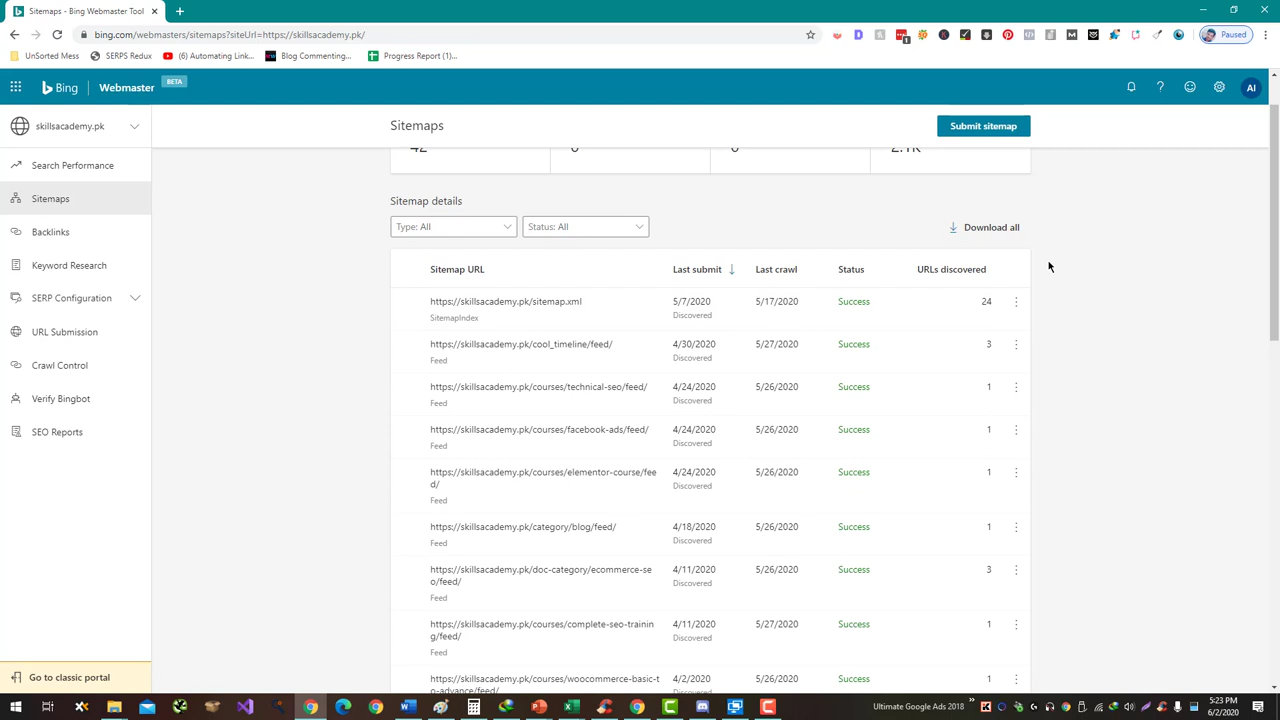 Sitemaps - Bing Webmaster Tool
bing.com/webmasters/sitemaps?siteUrl=https://skillsacademy.pk/
Paused
UnSorted Mess
SERPS Redux
(6) Automating Link...
Blog Commenting...
Progress Report (1)...
Bing
Webmaster
BETA
AI
skillsacademy.pk
Search Performance
Sitemaps
Backlinks
Keyword Research
SERP Configuration
URL Submission
Crawl Control
Verify Bingbot
SEO Reports
Go to classic portal
Sitemaps
Submit sitemap
42 0 0 2.1K
Sitemap details
Type: All Status: All Download all
Sitemap URL Last submit Last crawl Status URLs discovered
https://skillsacademy.pk/sitemap.xml 5/7/2020 5/17/2020 Success 24
SitemapIndex Discovered
https://skillsacademy.pk/cool_timeline/feed/ 4/30/2020 5/27/2020 Success 3
Feed Discovered
https://skillsacademy.pk/courses/technical-seo/feed/ 4/24/2020 5/26/2020 Success 1
Feed Discovered
https://skillsacademy.pk/courses/facebook-ads/feed/ 4/24/2020 5/26/2020 Success 1
Feed Discovered
https://skillsacademy.pk/courses/elementor-course/fee 4/24/2020 5/26/2020 Success 1
d/ Discovered
Feed
https://skillsacademy.pk/category/blog/feed/ 4/18/2020 5/26/2020 Success 1
Feed Discovered
https://skillsacademy.pk/doc-category/ecommerce-se 4/11/2020 5/26/2020 Success 3
o/feed/ Discovered
Feed
https://skillsacademy.pk/courses/complete-seo-trainin 4/11/2020 5/27/2020 Success 1
g/feed/ Discovered
Feed
https://skillsacademy.pk/courses/woocommerce-basic-t 4/2/2020 5/26/2020 Success 1
o-advance/feed/ Discovered
Ultimate Google Ads 2018
5:23 PM
6/2/2020